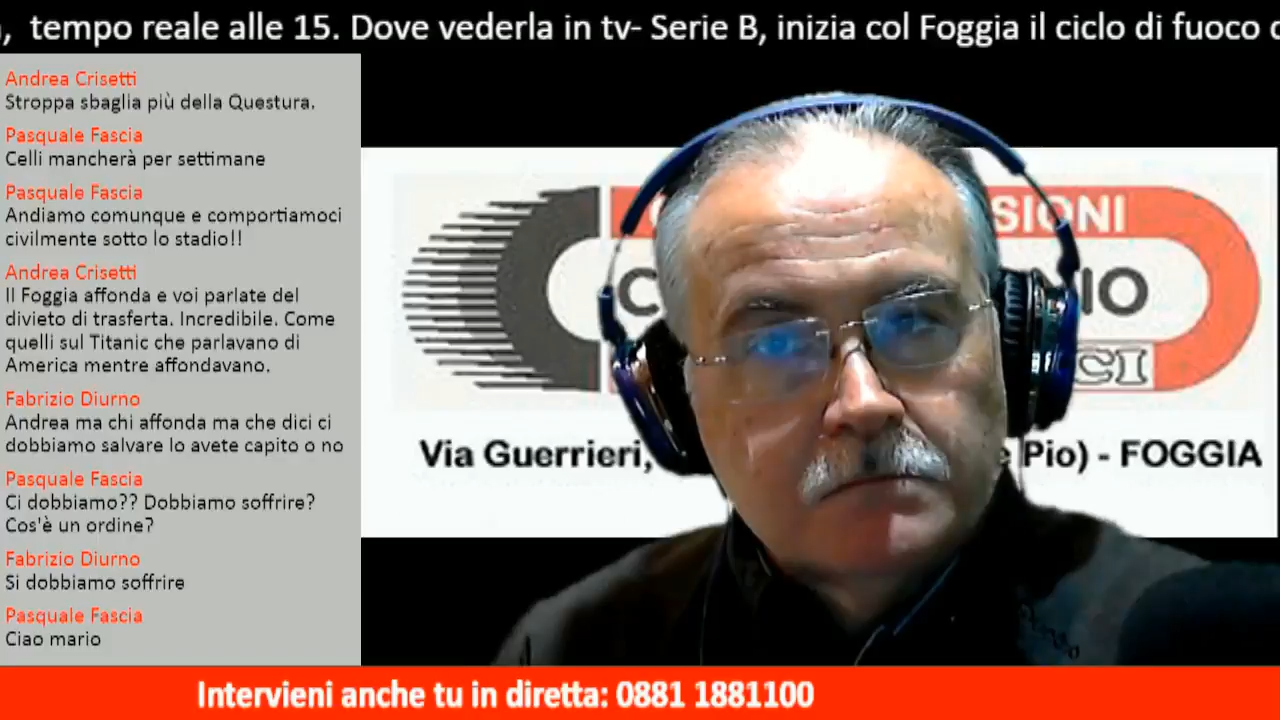 , tempo reale alle 15. Dove vederla in tv- Serie B, inizia col Foggia il ciclo di fuoco
Andrea Crisetti
Stroppa sbaglia più della Questura.
Pasquale Fascia
Celli mancherà per settimane
Pasquale Fascia
Andiamo comunque e comportiamoci
civilmente sotto lo stadio!!
Andrea Crisetti
Il Foggia affonda e voi parlate del
divieto di trasferta. Incredibile. Come
quelli sul Titanic che parlavano di
America mentre affondavano.
Fabrizio Diurno
Andrea ma chi affonda ma che dici ci
dobbiamo salvare lo avete capito o no
Pasquale Fascia
Ci dobbiamo?? Dobbiamo soffrire?
Cos'è un ordine?
Fabrizio Diurno
Si dobbiamo soffrire
Pasquale Fascia
Ciao mario
SIONI
NIO
CI
Via Guerrieri, Pio) - FOGGIA
Intervieni anche tu in diretta: 0881 1881100